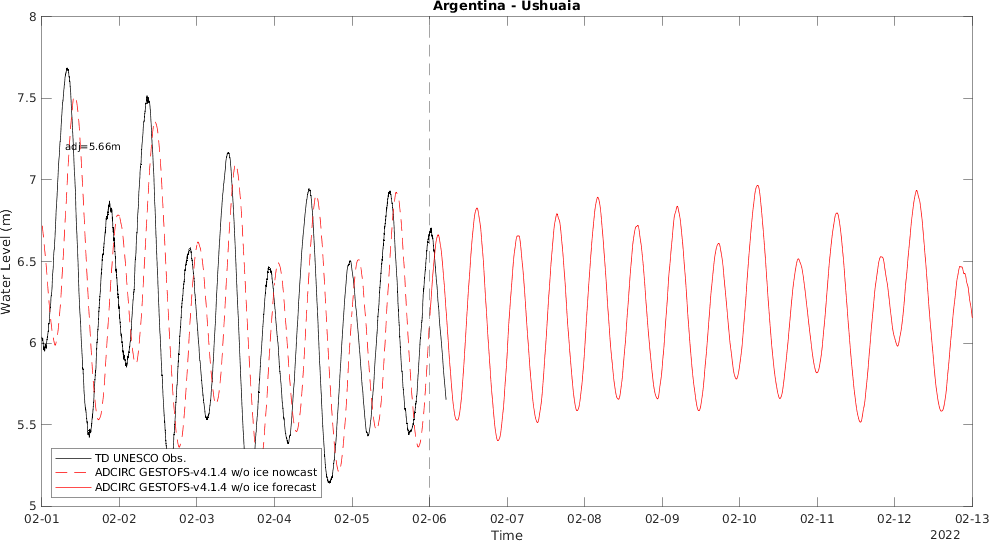 Argentina - Ushuaia
8
7.5
7
6.5
6
5.5
5
Water Level (m)
adj=5.66m
TD UNESCO Obs.
ADCIRC GESTOFS-v4.1.4 w/o ice nowcast
ADCIRC GESTOFS-v4.1.4 w/o ice forecast
02-01 02-02 02-03 02-04 02-05 02-06 02-07 02-08 02-09 02-10 02-11 02-12 02-13
Time
2022